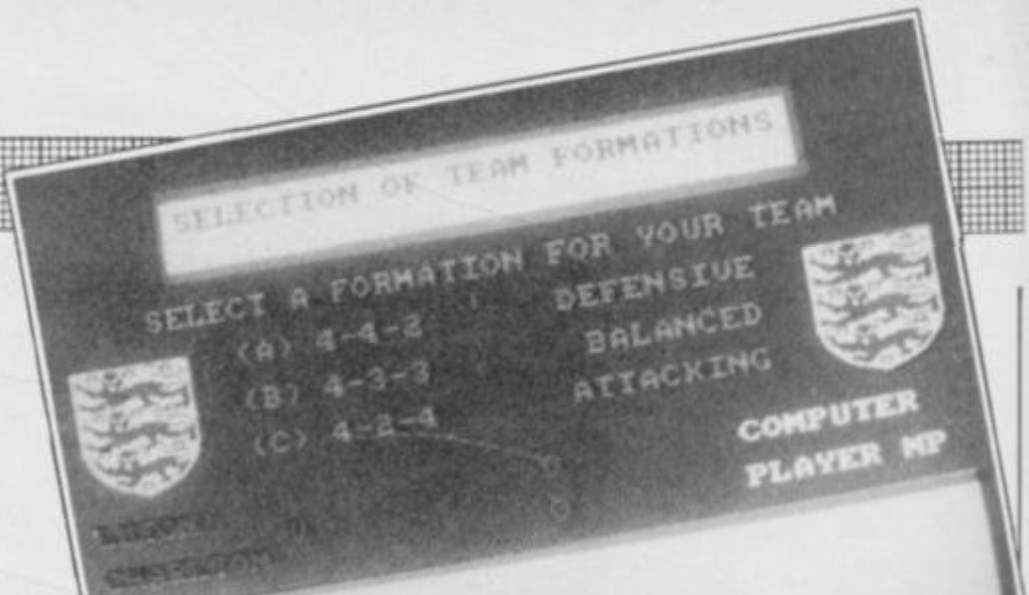 SELECTION OF TEAM FORMATIONS
SELECT A FORMATION FOR YOUR TEAM
(A) 4-4-2 DEFENSIVE
(B) 4-3-3 BALANCED
(C) 4-2-4 ATTACKING
COMPUTER
PLAYER MP